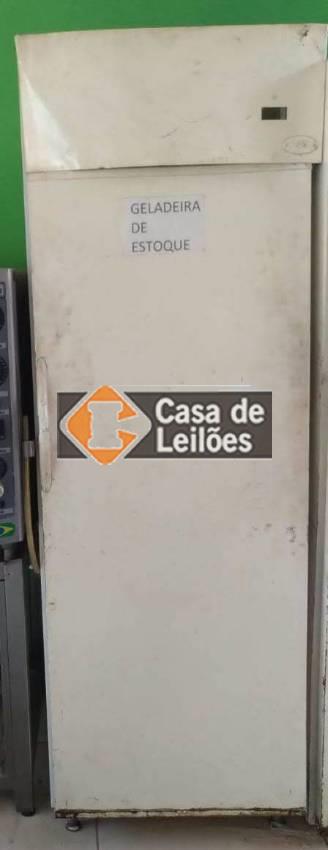 GELADEIRA
DE
ESTOQUE
Casa de
Leilões